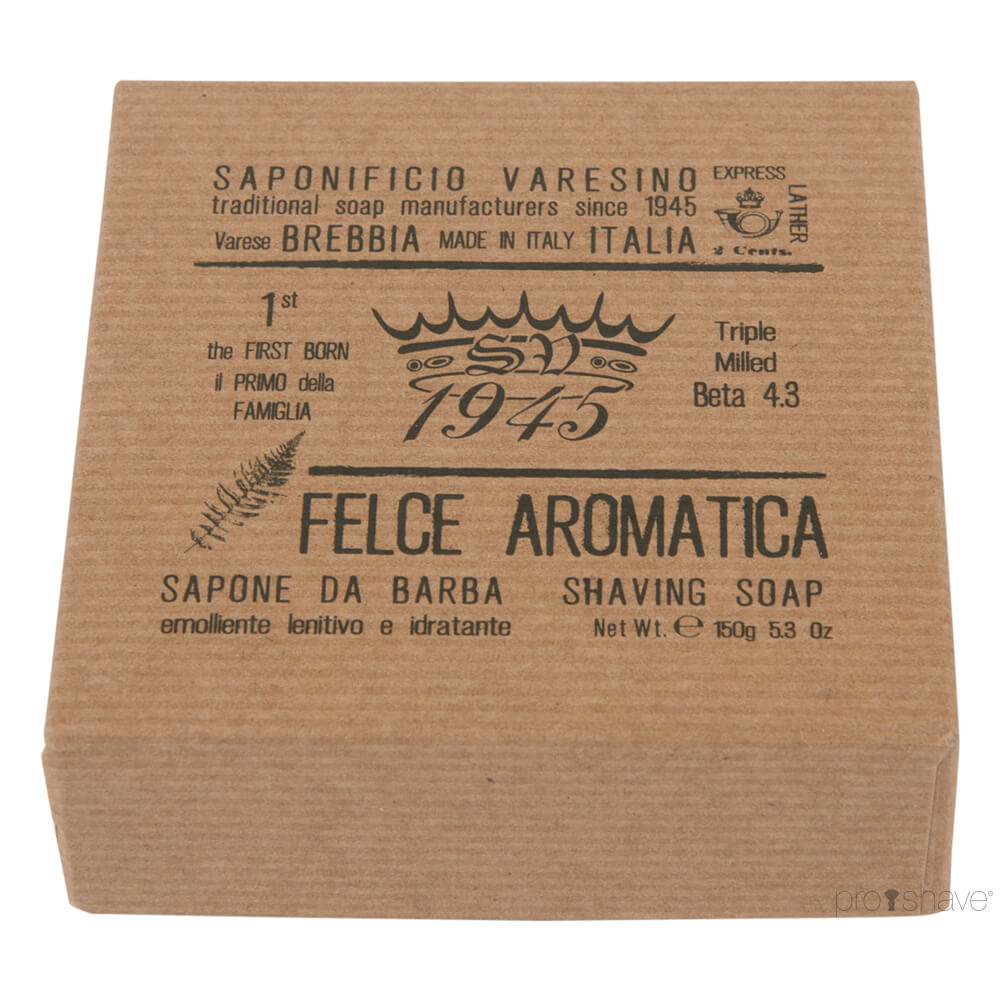 SAPONIFICIO VARESINO
traditional soap manufacturers since 1945
Varese BREBBIA MADE IN ITALY ITALIA
EXPRESS
LATHER
2 Cents.
1st
the FIRST BORN
il PRIMO della
FAMIGLIA
SV
1945
Triple
Milled
Beta 4.3
FELCE AROMATICA
SAPONE DA BARBA
emolliente lenitivo e idratante
SHAVING SOAP
Net Wt. ℮ 150g 5.3 Oz
proshave®